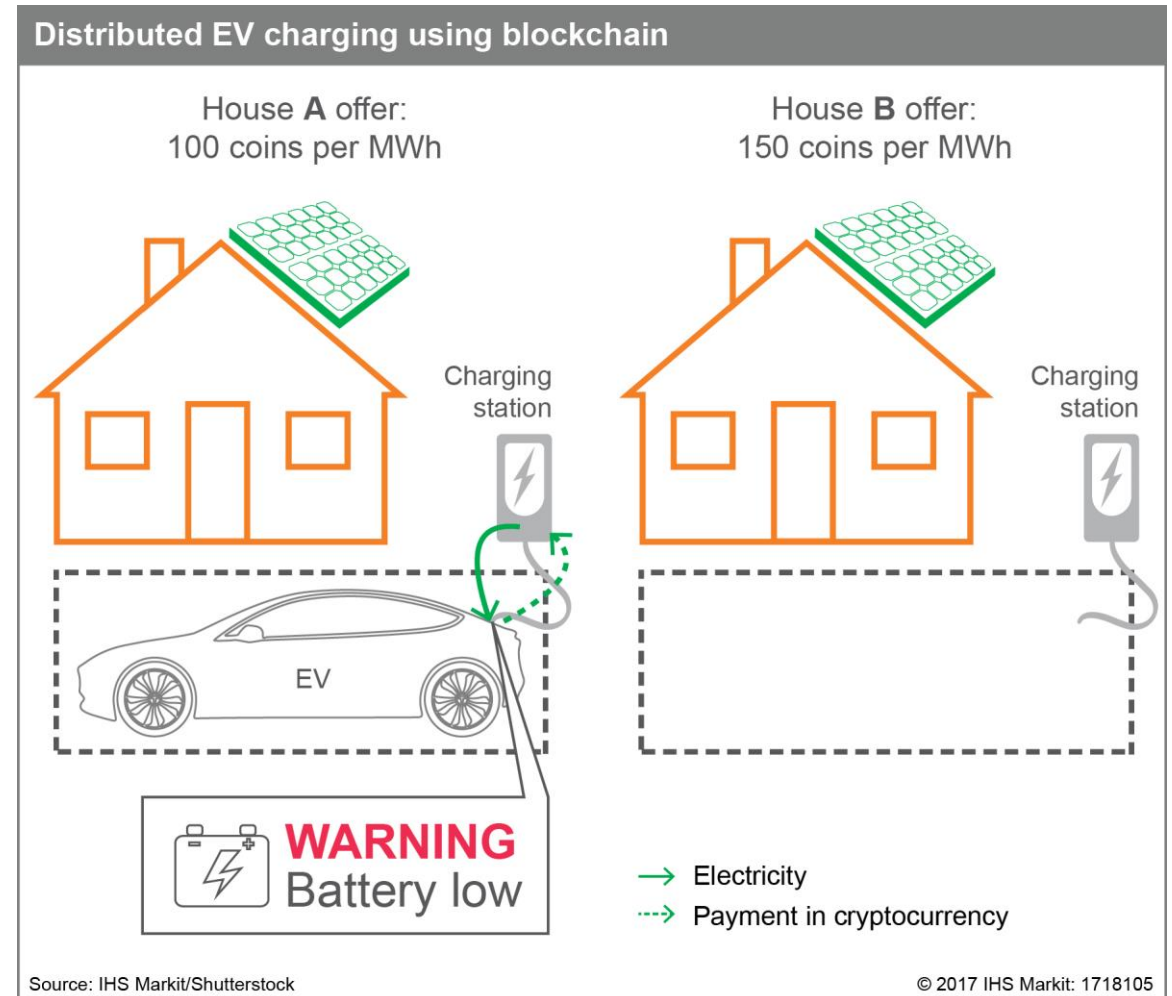 Distributed EV charging using blockchain
House A offer:
100 coins per MWh
House B offer:
150 coins per MWh
Charging
station
Charging
station
EV
WARNING
Battery low
Electricity
Payment in cryptocurrency
Source: IHS Markit/Shutterstock
© 2017 IHS Markit: 1718105